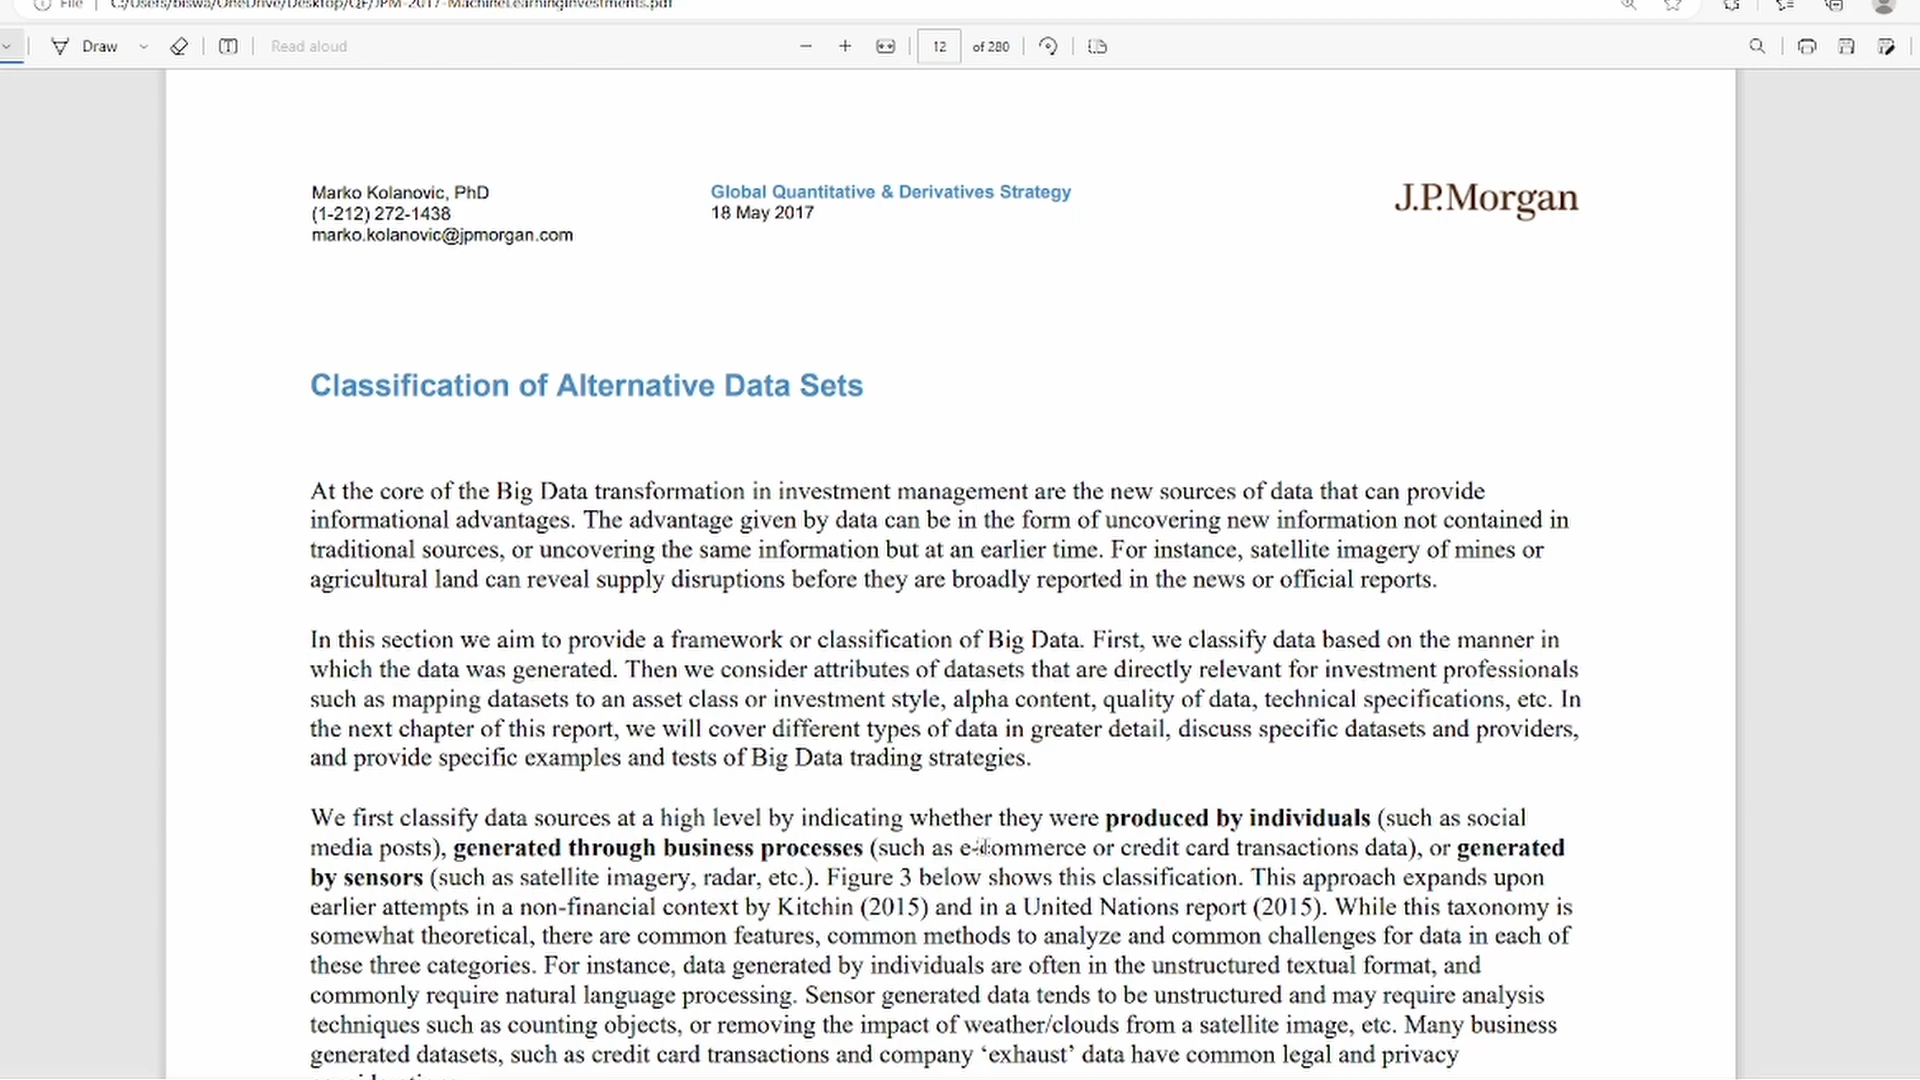 File | C:/Users/biswa/OneDrive/Desktop/QF/JPM-2017-MachineLearningInvestments.pdf
Draw Read aloud 12 of 280
Marko Kolanovic, PhD Global Quantitative & Derivatives Strategy J.P.Morgan
(1-212) 272-1438 18 May 2017
marko.kolanovic@jpmorgan.com
Classification of Alternative Data Sets
At the core of the Big Data transformation in investment management are the new sources of data that can provide
informational advantages. The advantage given by data can be in the form of uncovering new information not contained in
traditional sources, or uncovering the same information but at an earlier time. For instance, satellite imagery of mines or
agricultural land can reveal supply disruptions before they are broadly reported in the news or official reports.
In this section we aim to provide a framework or classification of Big Data. First, we classify data based on the manner in
which the data was generated. Then we consider attributes of datasets that are directly relevant for investment professionals
such as mapping datasets to an asset class or investment style, alpha content, quality of data, technical specifications, etc. In
the next chapter of this report, we will cover different types of data in greater detail, discuss specific datasets and providers,
and provide specific examples and tests of Big Data trading strategies.
We first classify data sources at a high level by indicating whether they were produced by individuals (such as social
media posts), generated through business processes (such as e-commerce or credit card transactions data), or generated
by sensors (such as satellite imagery, radar, etc.). Figure 3 below shows this classification. This approach expands upon
earlier attempts in a non-financial context by Kitchin (2015) and in a United Nations report (2015). While this taxonomy is
somewhat theoretical, there are common features, common methods to analyze and common challenges for data in each of
these three categories. For instance, data generated by individuals are often in the unstructured textual format, and
commonly require natural language processing. Sensor generated data tends to be unstructured and may require analysis
techniques such as counting objects, or removing the impact of weather/clouds from a satellite image, etc. Many business
generated datasets, such as credit card transactions and company ‘exhaust’ data have common legal and privacy